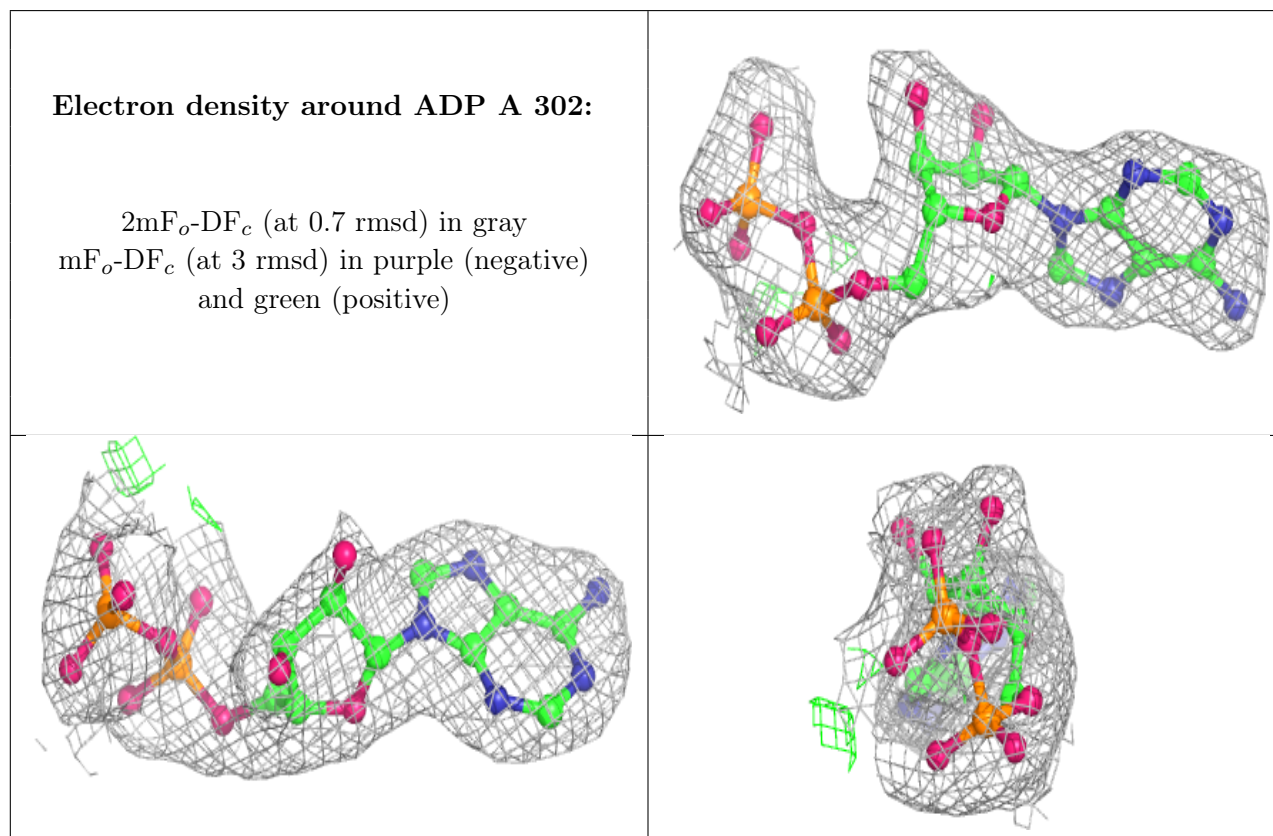 Electron density around ADP A 302:
2mFo-DFc (at 0.7 rmsd) in gray
mFo-DFc (at 3 rmsd) in purple (negative)
and green (positive)